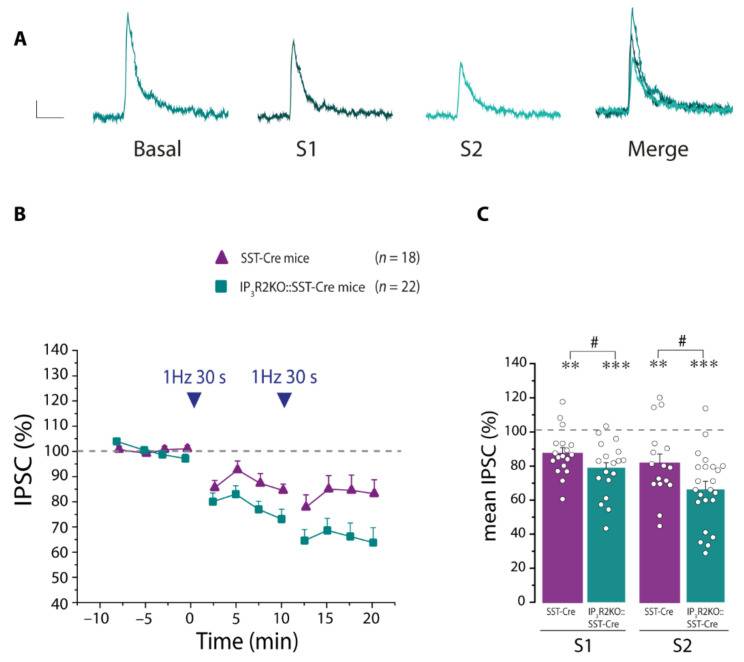 A
Basal
S1
S2
Merge
B
SST-Cre mice (n = 18)
IP3R2KO::SST-Cre mice (n = 22)
140
130
120
110
100
90
80
70
60
50
40
IPSC (%)
1Hz 30 s
1Hz 30 s
−10
−5
0
5
10
15
20
Time (min)
C
#
#
**
***
**
***
140
120
100
80
60
40
20
0
mean IPSC (%)
SST-Cre
IP3R2KO::
SST-Cre
SST-Cre
IP3R2KO::
SST-Cre
S1
S2